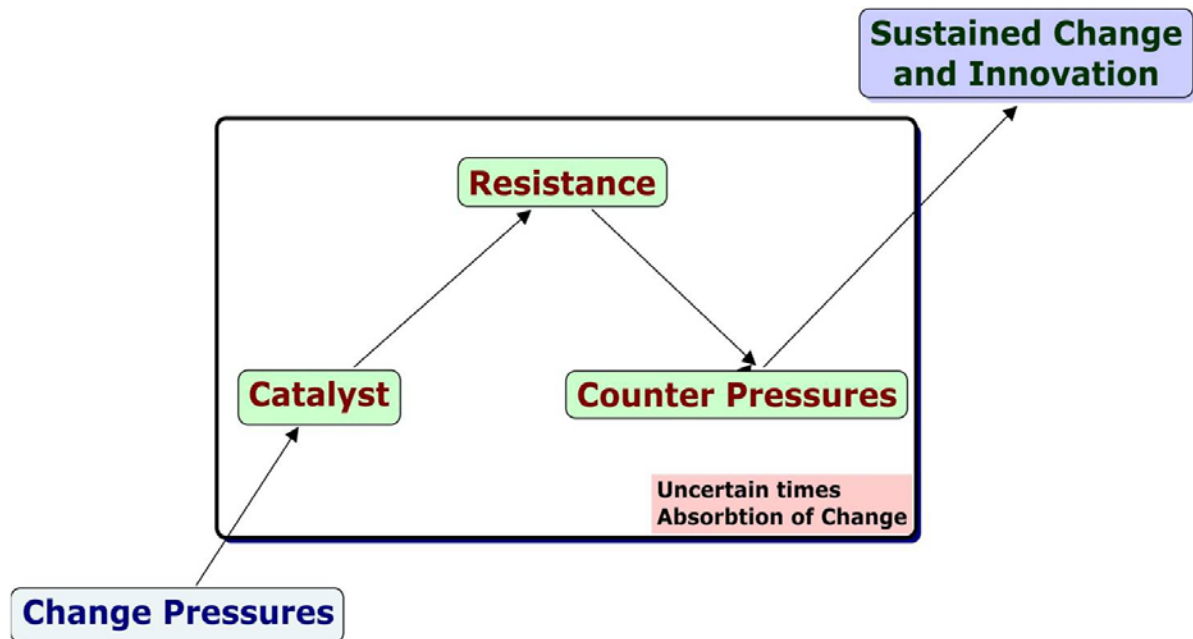 Sustained Change
and Innovation
Resistance
Catalyst
Counter Pressures
Uncertain times
Absorbtion of Change
Change Pressures